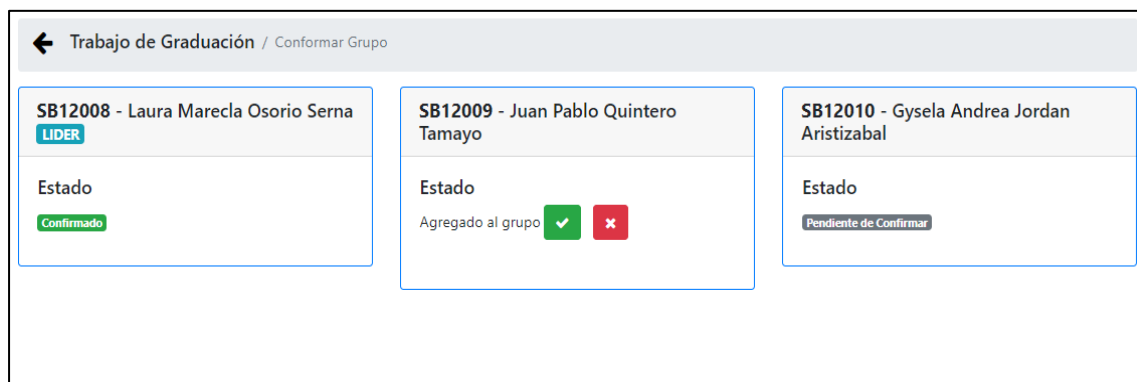 Trabajo de Graduación / Conformar Grupo
SB12008 - Laura Marecla Osorio Serna
LIDER
Estado
Confirmado
SB12009 - Juan Pablo Quintero
Tamayo
Estado
Agregado al grupo
SB12010 - Gysela Andrea Jordan
Aristizabal
Estado
Pendiente de Confirmar